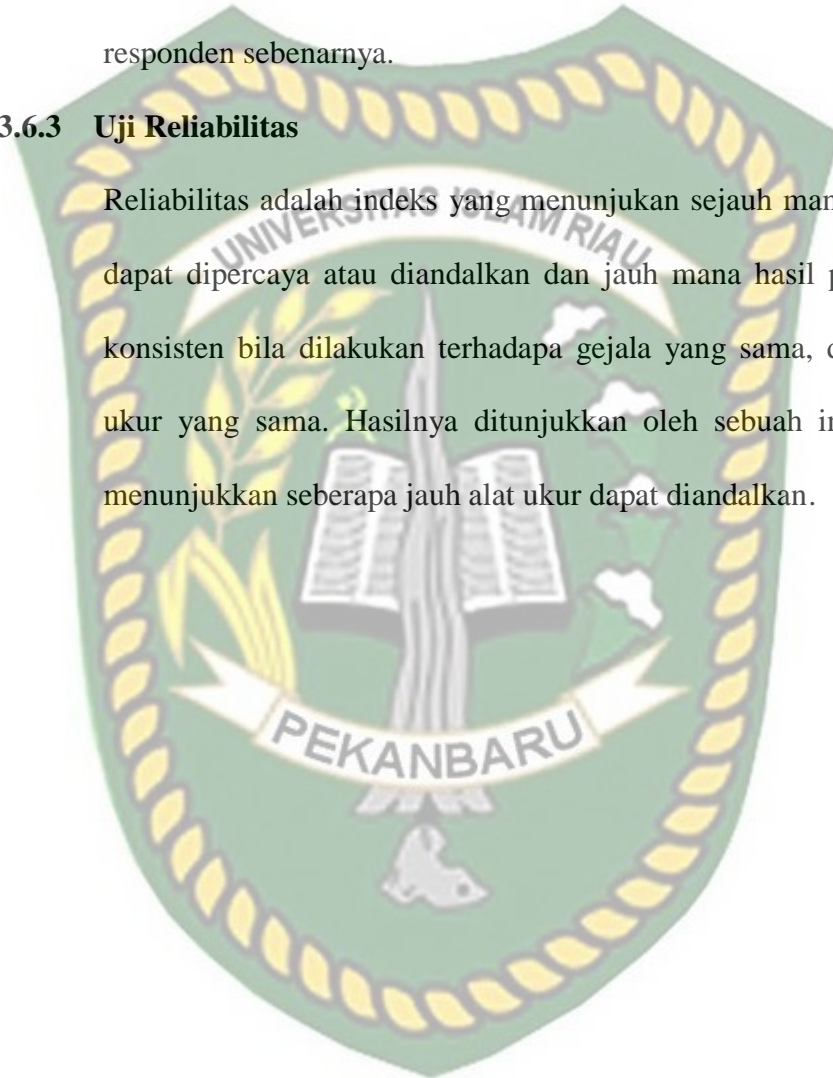 responden sebenarnya.
3.6.3 Uji Reliabilitas
Reliabilitas adalah indeks yang menunjukan sejauh
UNIVERSITAS ISLAM RIAU
dapat dipercaya atau diandalkan dan jauh mana hasil
konsisten bila dilakukan terhadapa gejala yang sama,
ukur yang sama. Hasilnya ditunjukkan oleh sebuah
menunjukkan seberapa jauh alat ukur dapat diandalkan.
PEKANBARU